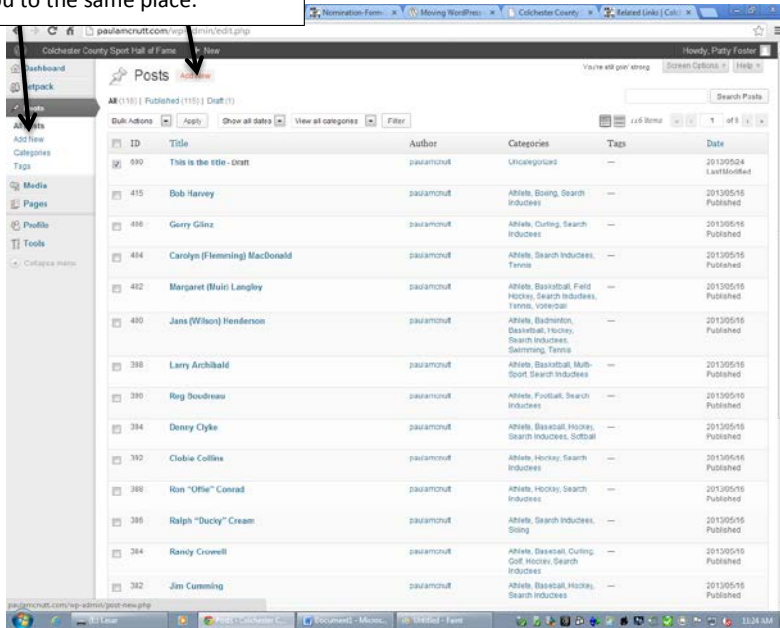 u to the same place.
Nomination-Form Moving WordPress Colchester County Related Links | Colc
paulamcnutt.com/wp-admin/edit.php
Colchester County Sport Hall of Fame + New Howdy, Patty Foster
Dashboard
Jetpack
Posts
All Posts
Add New
Categories
Tags
Media
Pages
Profile
Tools
Collapse menu
Posts Add New
You're still goin' strong Screen Options Help
All (116) | Published (115) | Draft (1)
Search Posts
Bulk Actions Apply Show all dates View all categories Filter 116 items 1 of
ID Title Author Categories Tags Date
690 This is the title - Draft paulamcnutt Uncategorized — 2013/05/24
Last Modified
415 Bob Harvey paulamcnutt Athlete, Boxing, Search — 2013/05/16
Inductees Published
Gerry Glinz paulamcnutt Athlete, Curling, Search — 2013/05/16
Inductees Published
Carolyn (Flemming) MacDonald paulamcnutt Athlete, Search Inductees, — 2013/05/16
Tennis Published
402 Margaret (Muir) Langley paulamcnutt Athlete, Basketball, Field — 2013/05/16
Hockey, Search Inductees, Published
Tennis, Volleyball
400 Jans (Wilson) Henderson paulamcnutt Athlete, Badminton, — 2013/05/16
Basketball, Hockey, Published
Search Inductees,
Swimming, Tennis
398 Larry Archibald paulamcnutt Athlete, Basketball, Multi- — 2013/05/16
Sport, Search Inductees Published
Reg Boudreau paulamcnutt Athlete, Football, Search — 2013/05/16
Inductees Published
394 Denny Clyke paulamcnutt Athlete, Baseball, Hockey, — 2013/05/16
Search Inductees, Softball Published
392 Clobie Collins paulamcnutt Athlete, Hockey, Search — 2013/05/16
Inductees Published
388 Ron "Offie" Conrad paulamcnutt Athlete, Hockey, Search — 2013/05/16
Inductees Published
386 Ralph "Ducky" Cream paulamcnutt Athlete, Search Inductees, — 2013/05/16
Skiing Published
384 Randy Crowell paulamcnutt Athlete, Baseball, Curling, — 2013/05/16
Golf, Hockey, Search Published
Inductees
382 Jim Cumming paulamcnutt Athlete, Baseball, Hockey, — 2013/05/16
Search Inductees Published
paulamcnutt.com/wp-admin/post-new.php
Posts ‹ Colchester C... Document1 - Micros... Untitled - Paint 11:24 AM